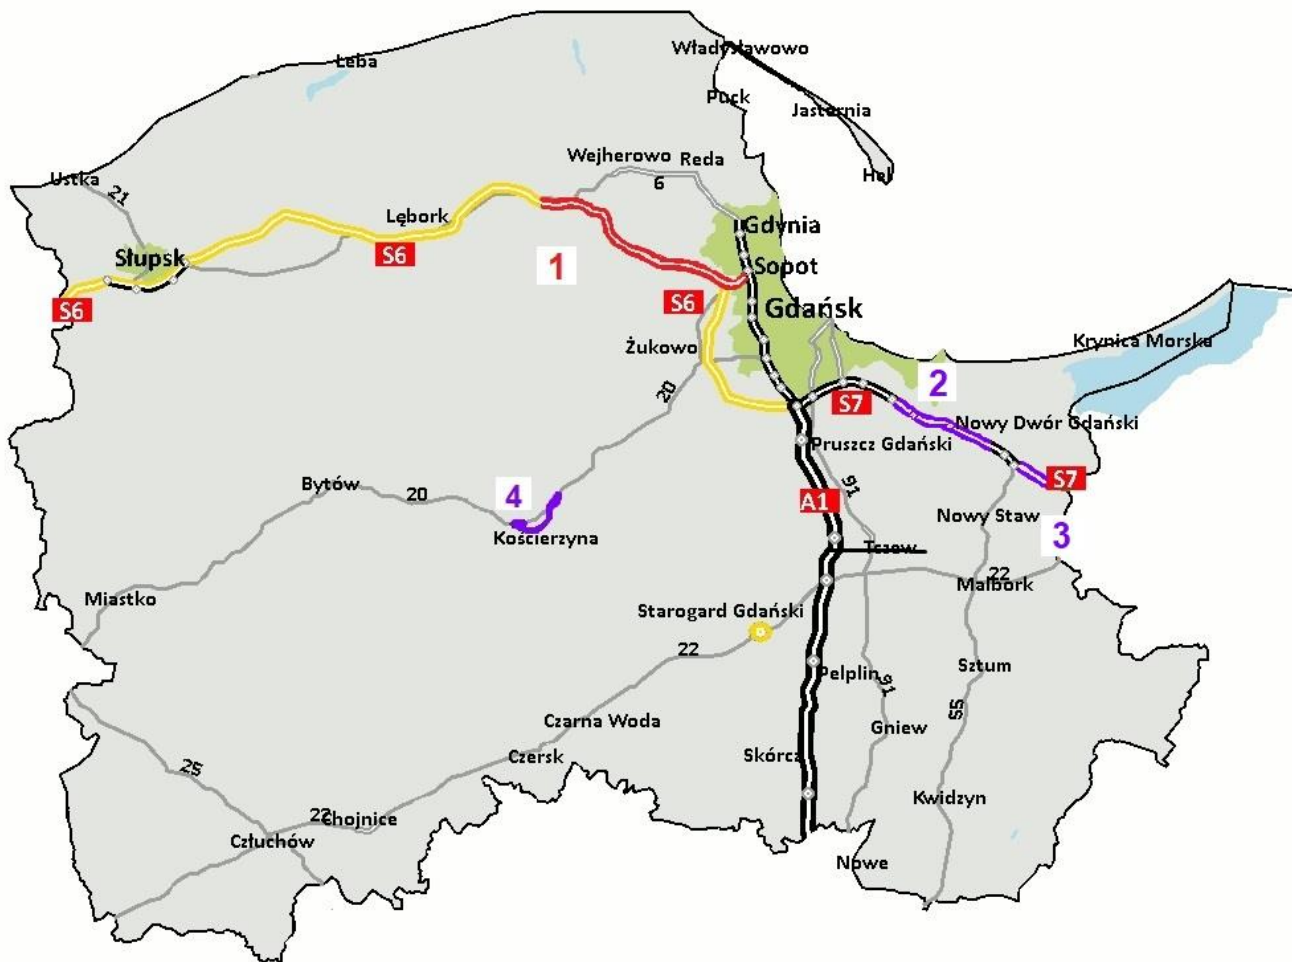 Władysławowo
Łeba
Puck
Jastarnia
Wejherowo
Reda
Hel
Ustka
21
6
Lębork
Gdynia
Słupsk
S6
1
Sopot
S6
S6
Gdańsk
Krynica Morska
Żukowo
20
2
S7
Nowy Dwór Gdański
Pruszcz Gdański
S7
Bytów
20
4
91
A1
Nowy Staw
Kościerzyna
3
Tczew
22
Malbork
Miastko
Starogard Gdański
22
Sztum
Pelplin
91
55
Czarna Woda
Gniew
Czersk
Skórcz
25
Kwidzyn
22
Chojnice
Człuchów
Nowe